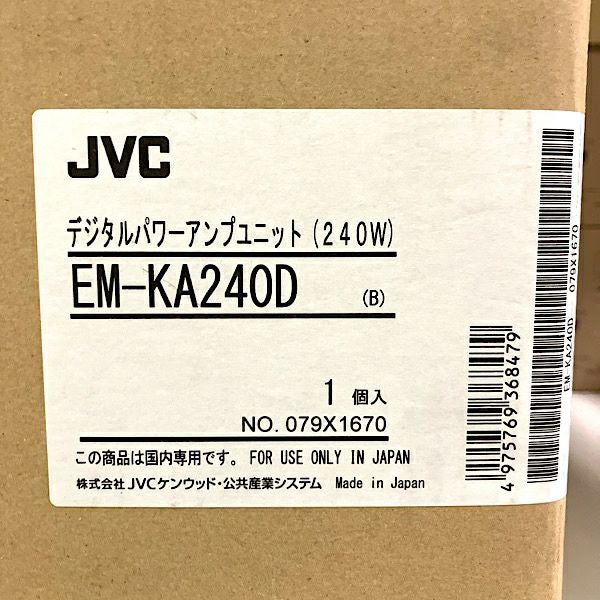 JVC
デジタルパワーアンプユニット(240W)
EM-KA240D (B)
1 個入
NO. 079X1670
この商品は国内専用です。 FOR USE ONLY IN JAPAN
株式会社JVCケンウッド・公共産業システム Made in Japan
4 975769 368479
EM-KA240D 079X1670